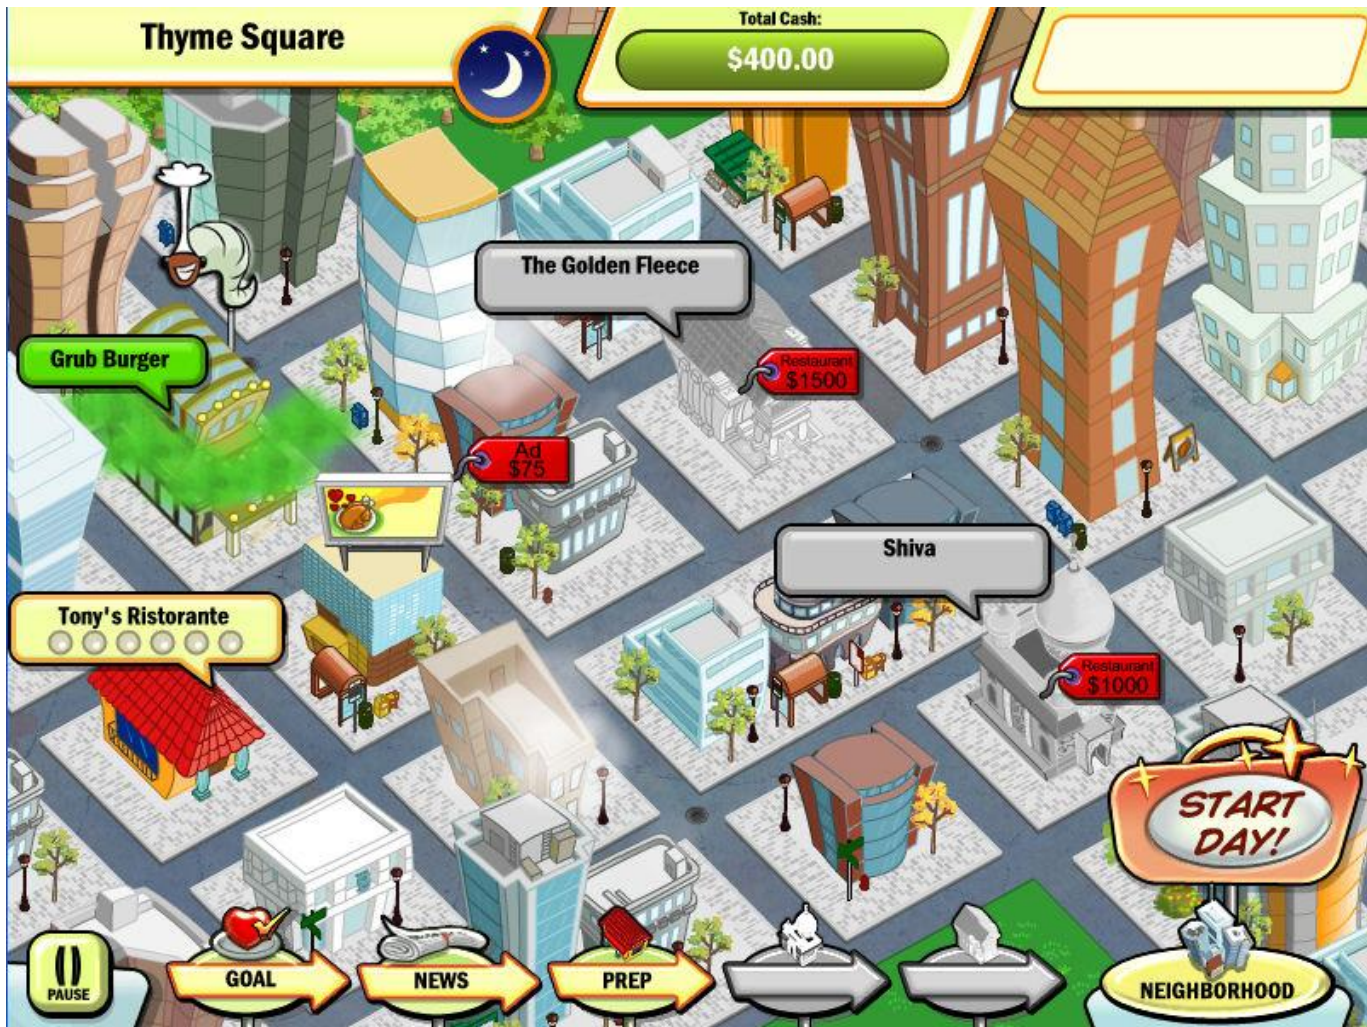 Thyme Square
Total Cash:
$400.00
The Golden Fleece
Grub Burger
Restaurant
$1500
Ad
$75
Shiva
Tony's Ristorante
Restaurant
$1000
START
DAY!
PAUSE
GOAL
NEWS
PREP
NEIGHBORHOOD